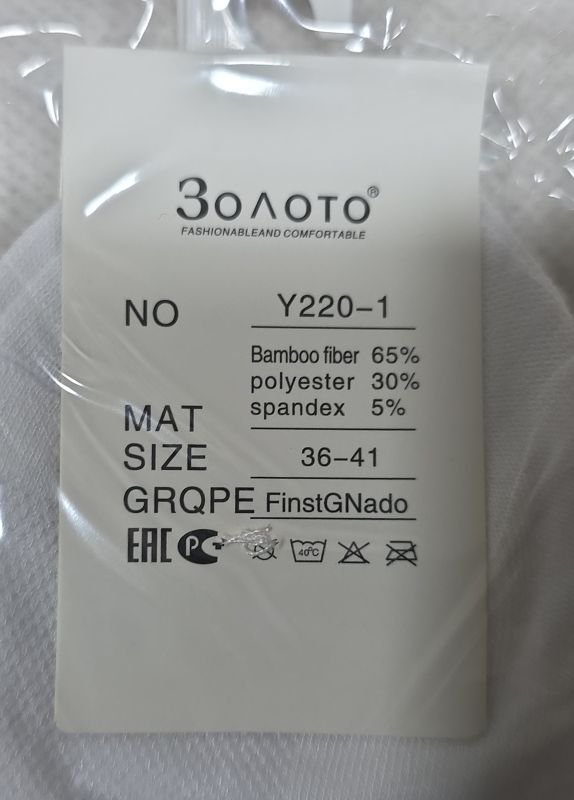 Золото®
FASHIONABLEAND COMFORTABLE
NO Y220-1
Bamboo fiber 65%
polyester 30%
spandex 5%
MAT
SIZE 36-41
GRQPE FinstGNado
EAC PC 40°C